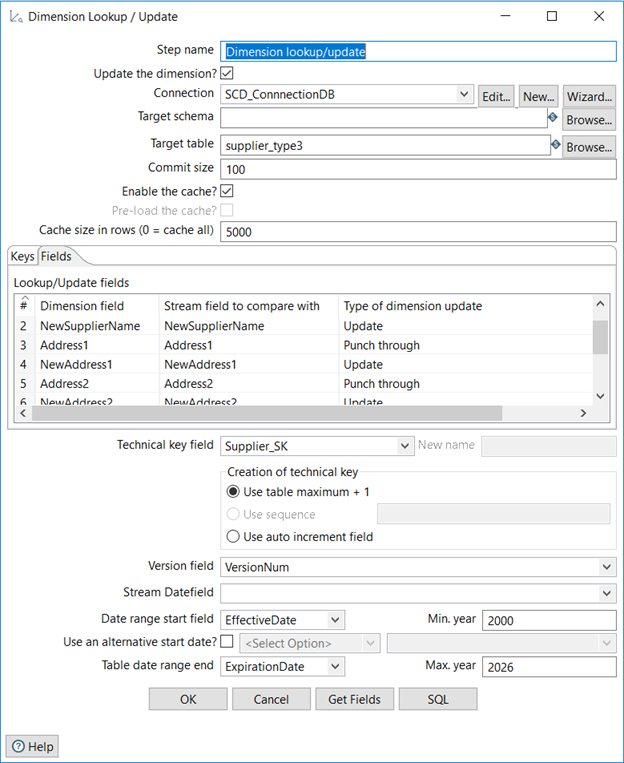 Dimension Lookup / Update
Step name Dimension lookup/update
Update the dimension?
Connection SCD_ConnnectionDB Edit... New... Wizard...
Target schema Browse...
Target table supplier_type3 Browse...
Commit size 100
Enable the cache?
Pre-load the cache?
Cache size in rows (0 = cache all) 5000
Keys Fields
Lookup/Update fields
# Dimension field Stream field to compare with Type of dimension update
2 NewSupplierName NewSupplierName Update
3 Address1 Address1 Punch through
4 NewAddress1 NewAddress1 Update
5 Address2 Address2 Punch through
6 NewAddress2 NewAddress2 Update
Technical key field Supplier_SK New name
Creation of technical key
Use table maximum + 1
Use sequence
Use auto increment field
Version field VersionNum
Stream Datefield
Date range start field EffectiveDate Min. year 2000
Use an alternative start date? <Select Option>
Table date range end ExpirationDate Max. year 2026
OK Cancel Get Fields SQL
? Help